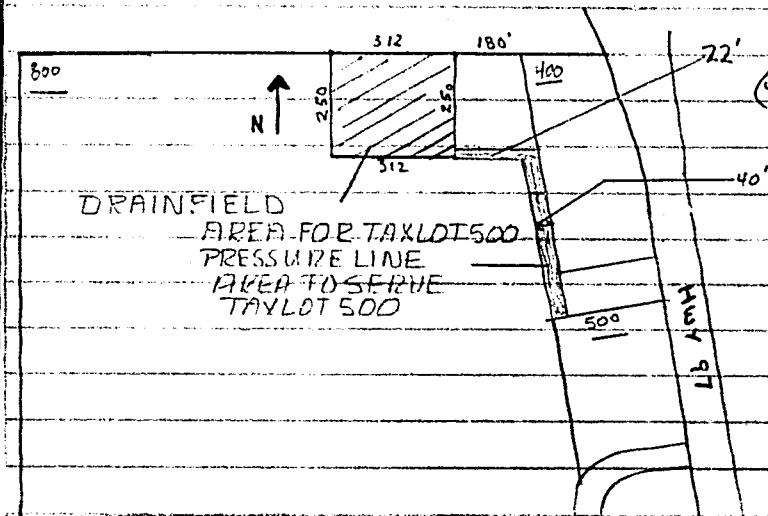 312
180'
800
400
22'
250
250
N
312
40'
DRAINFIELD
AREA FOR TAXLOT 500
PRESSURE LINE
AREA TO SERVE
TAXLOT 500
500
Hwy 97